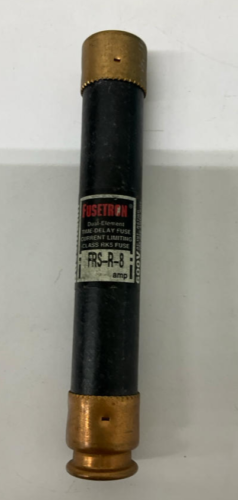 FUSETRON®
Dual-Element
TIME-DELAY FUSE
CURRENT LIMITING
CLASS RK5 FUSE
FRS-R-8
amp